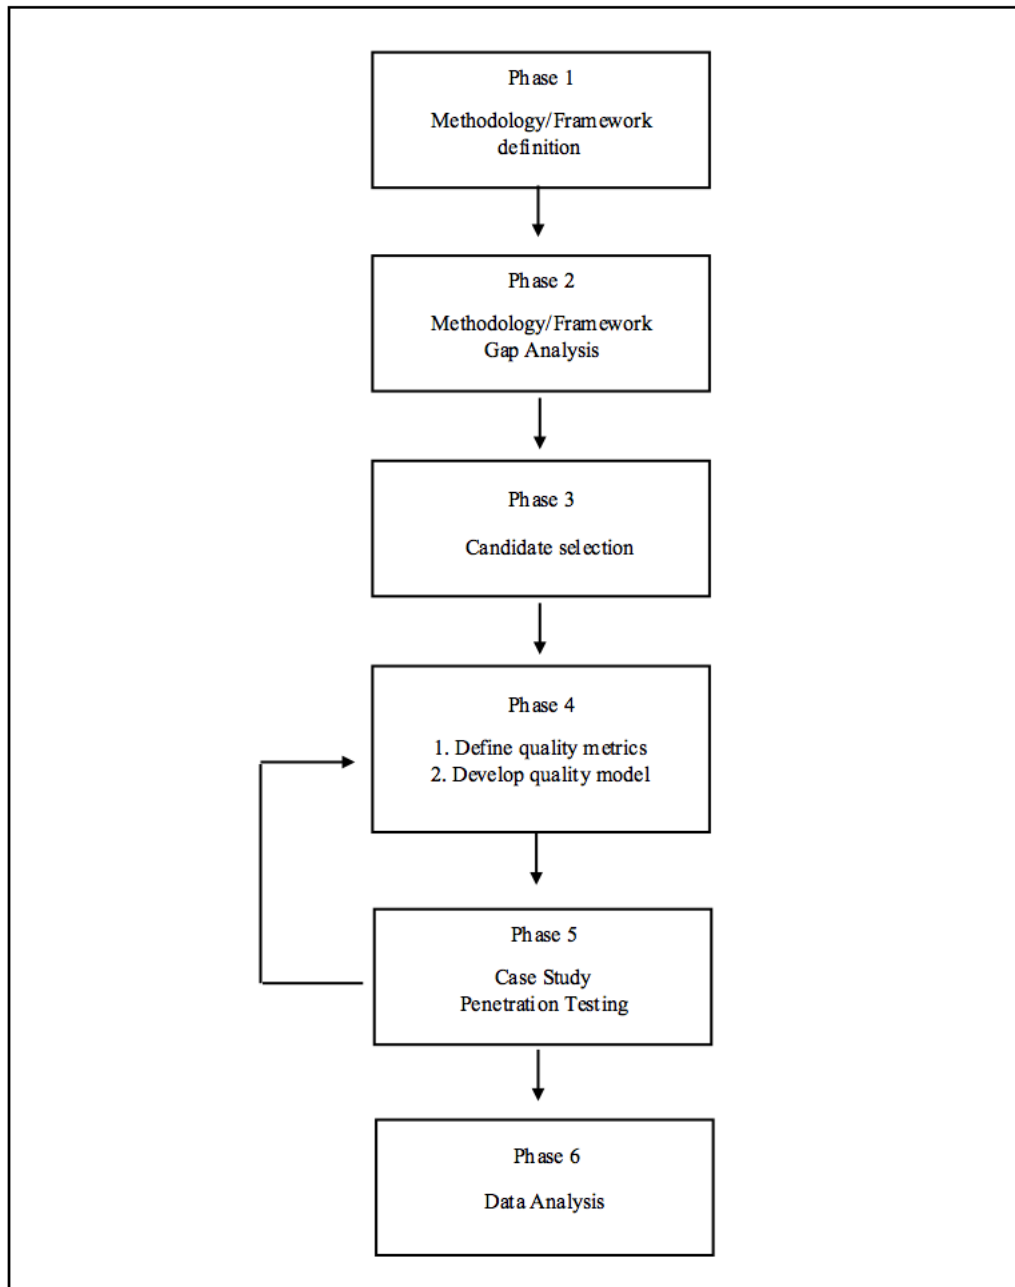 Phase 1
Methodology/Framework
definition
Phase 2
Methodology/Framework
Gap Analysis
Phase 3
Candidate selection
Phase 4
1. Define quality metrics
2. Develop quality model
Phase 5
Case Study
Penetration Testing
Phase 6
Data Analysis